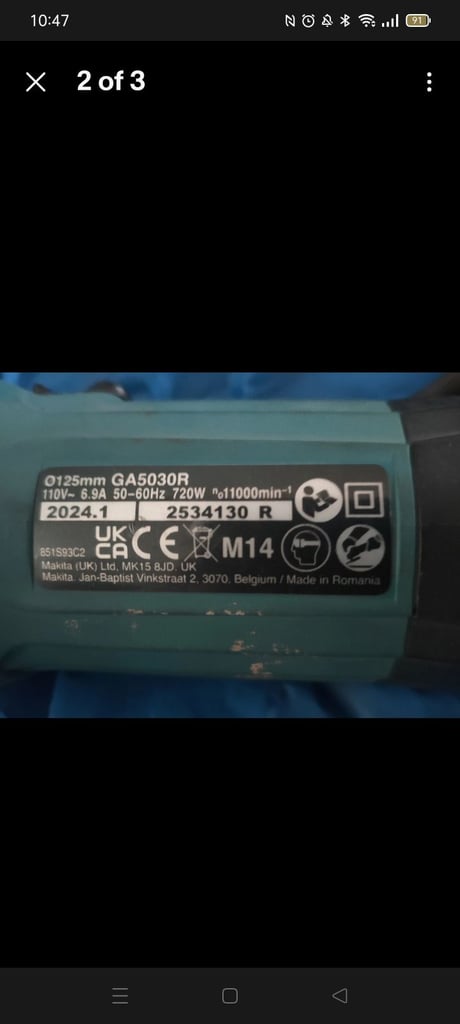 10:47
91
2 of 3
Ø125mm GA5030R
110V~ 6.9A 50-60Hz 720W n₀11000min⁻¹
2024.1 2534130 R
UK
CA CE M14
851S93C2
Makita (UK) Ltd, MK15 8JD. UK
Makita. Jan-Baptist Vinkstraat 2, 3070. Belgium / Made in Romania